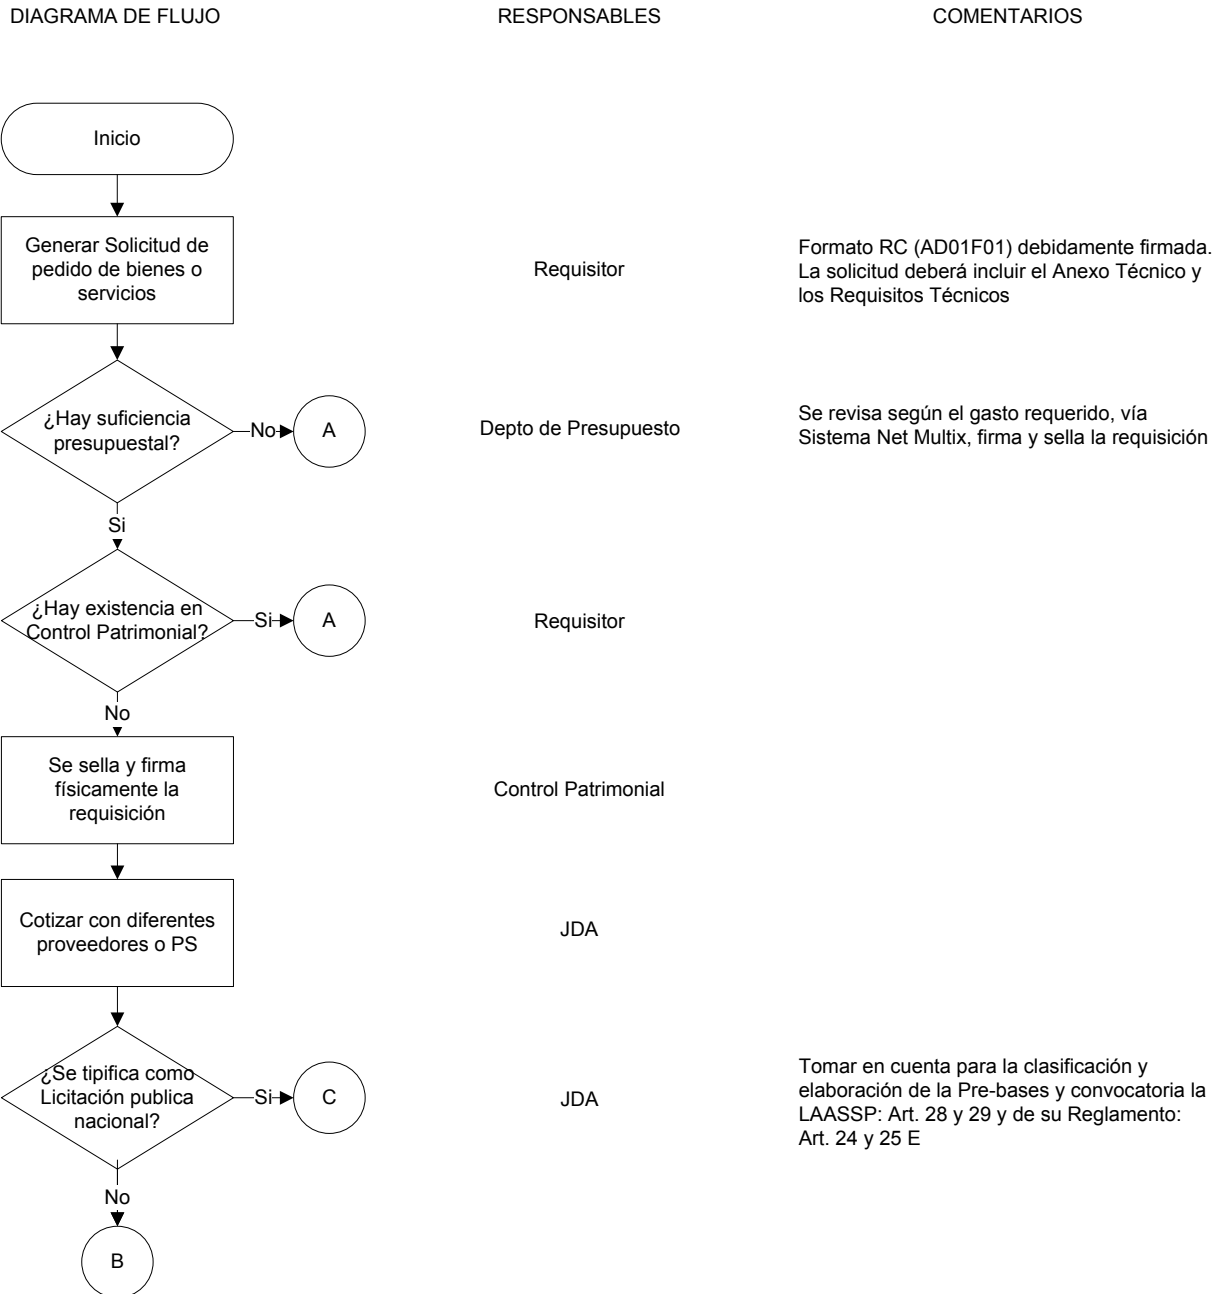 DIAGRAMA DE FLUJO
RESPONSABLES
COMENTARIOS
Inicio
Generar Solicitud de
pedido de bienes o
servicios
Requisitor
Formato RC (AD01F01) debidamente firmada.
La solicitud deberá incluir el Anexo Técnico y
los Requisitos Técnicos
¿Hay suficiencia
presupuestal?
No
A
Depto de Presupuesto
Se revisa según el gasto requerido, vía
Sistema Net Multix, firma y sella la requisición
Si
¿Hay existencia en
Control Patrimonial?
Si
A
Requisitor
No
Se sella y firma
físicamente la
requisición
Control Patrimonial
Cotizar con diferentes
proveedores o PS
JDA
¿Se tipifica como
Licitación publica
nacional?
Si
C
JDA
Tomar en cuenta para la clasificación y
elaboración de la Pre-bases y convocatoria la
LAASSP: Art. 28 y 29 y de su Reglamento:
Art. 24 y 25 E
No
B